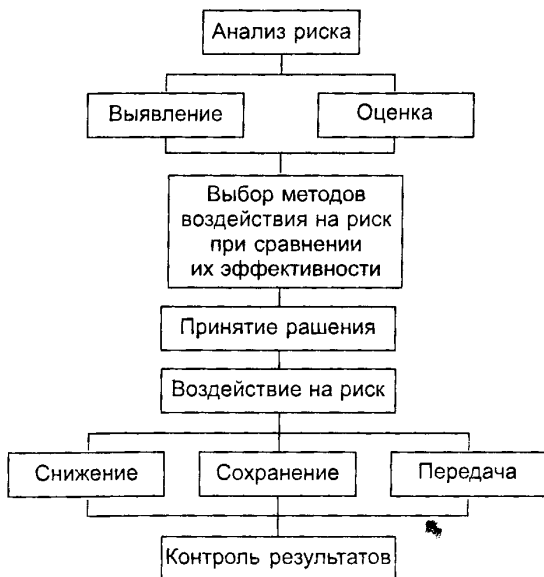 Анализ риска
Выявление
Оценка
Выбор методов
воздействия на риск
при сравнении
их эффективности
Принятие рашения
Воздействие на риск
Снижение
Сохранение
Передача
Контроль результатов